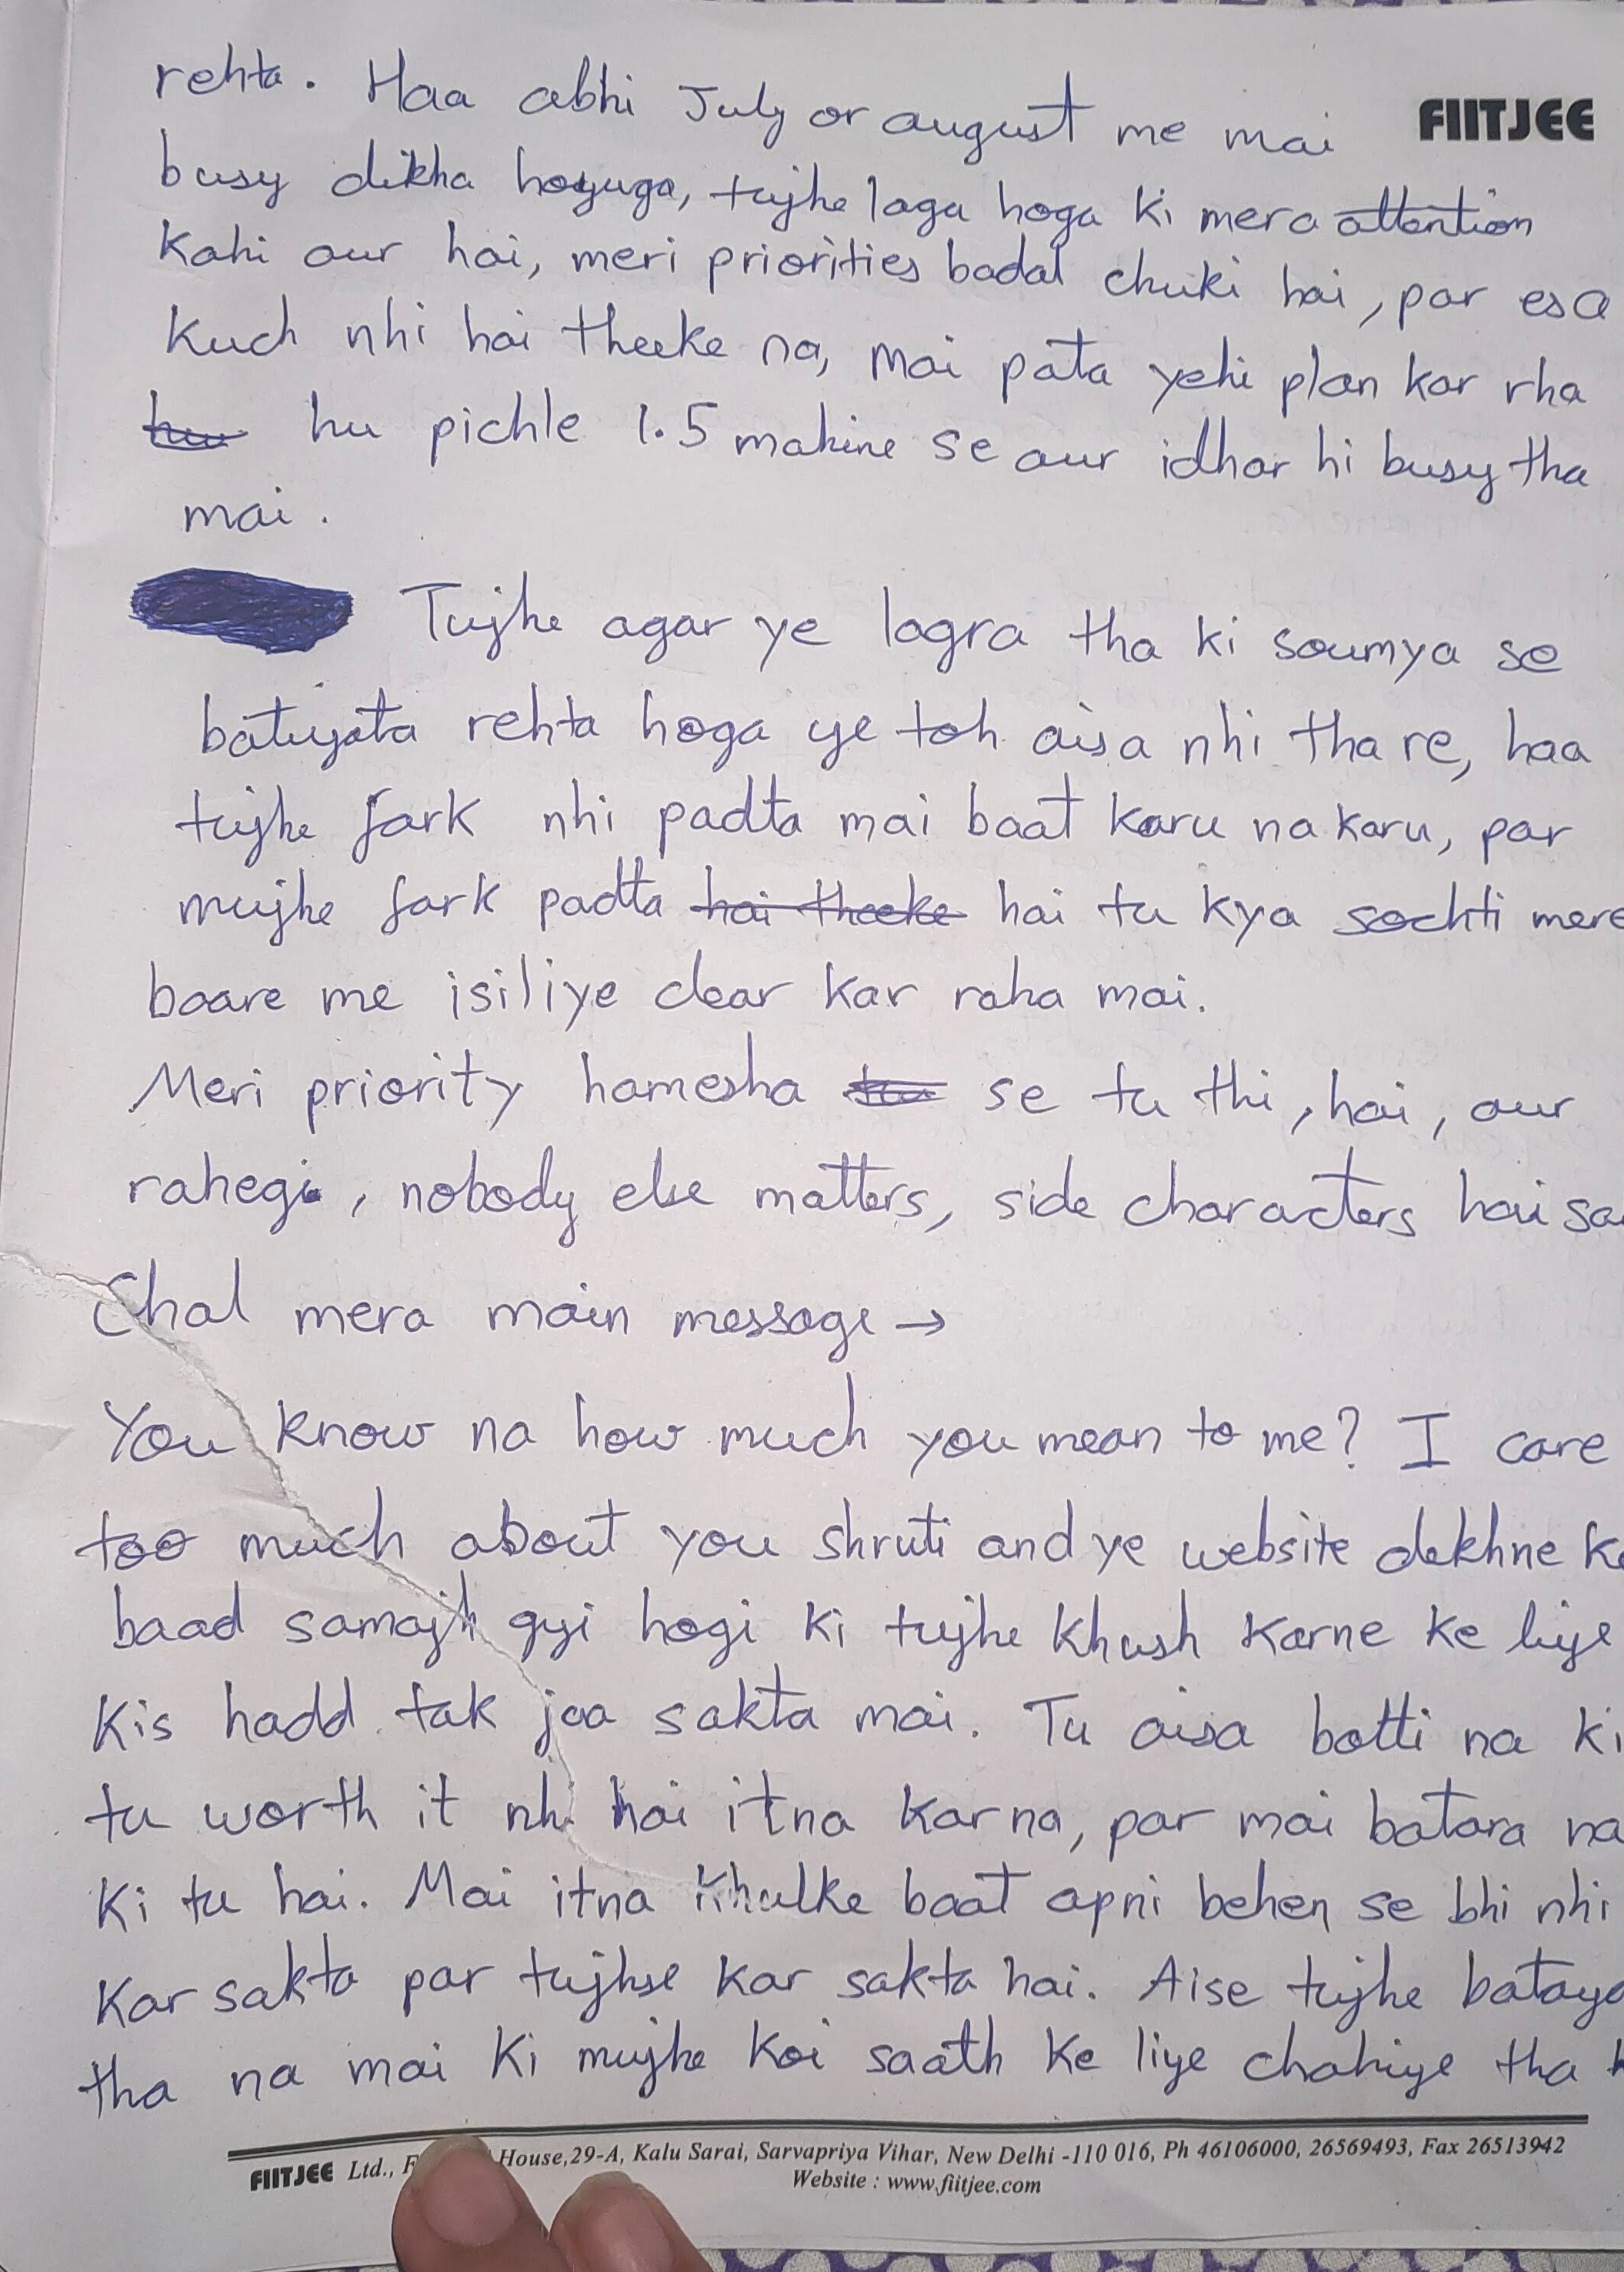 rehta. Haa abhi July or august me mai
FIITJEE
busy dikha hoyuga, tujhe laga hoga ki mera attention
kahi aur hai, meri priorities badal chuki hai, par esa
kuch nhi hai theeke na, mai pata yehi plan kar rha
hu hu pichle 1.5 mahine se aur idhar hi busy tha
mai.
Tujhe agar ye lagra tha ki soumya se
batiyata rehta hoga ye toh aisa nhi tha re, haa
tujhe fark nhi padta mai baat karu na karu, par
mujhe fark padta hai theeke hai tu kya sochti mere
baare me isiliye clear kar raha mai.
Meri priority hamesha se tu thi, hai, aur
rahegi, nobody else matters, side characters hai
Chal mera main message →
You know na how much you mean to me? I care
too much about you shruti and ye website dekhne
baad samajh gyi hogi ki tujhe khush karne ke liye
kis hadd tak jaa sakta mai. Tu aisa botti na ki
tu worth it nhi hai itna karna, par mai batara na
ki tu hai. Mai itna khulke baat apni behen se bhi nhi
kar sakta par tujhse kar sakta hai. Aise tujhe
tha na mai ki mujhe koi saath ke liye chahiye tha
FIITJEE Ltd., House,29-A, Kalu Sarai, Sarvapriya Vihar, New Delhi -110 016, Ph 46106000, 26569493, Fax 26513942
Website : www.fiitjee.com